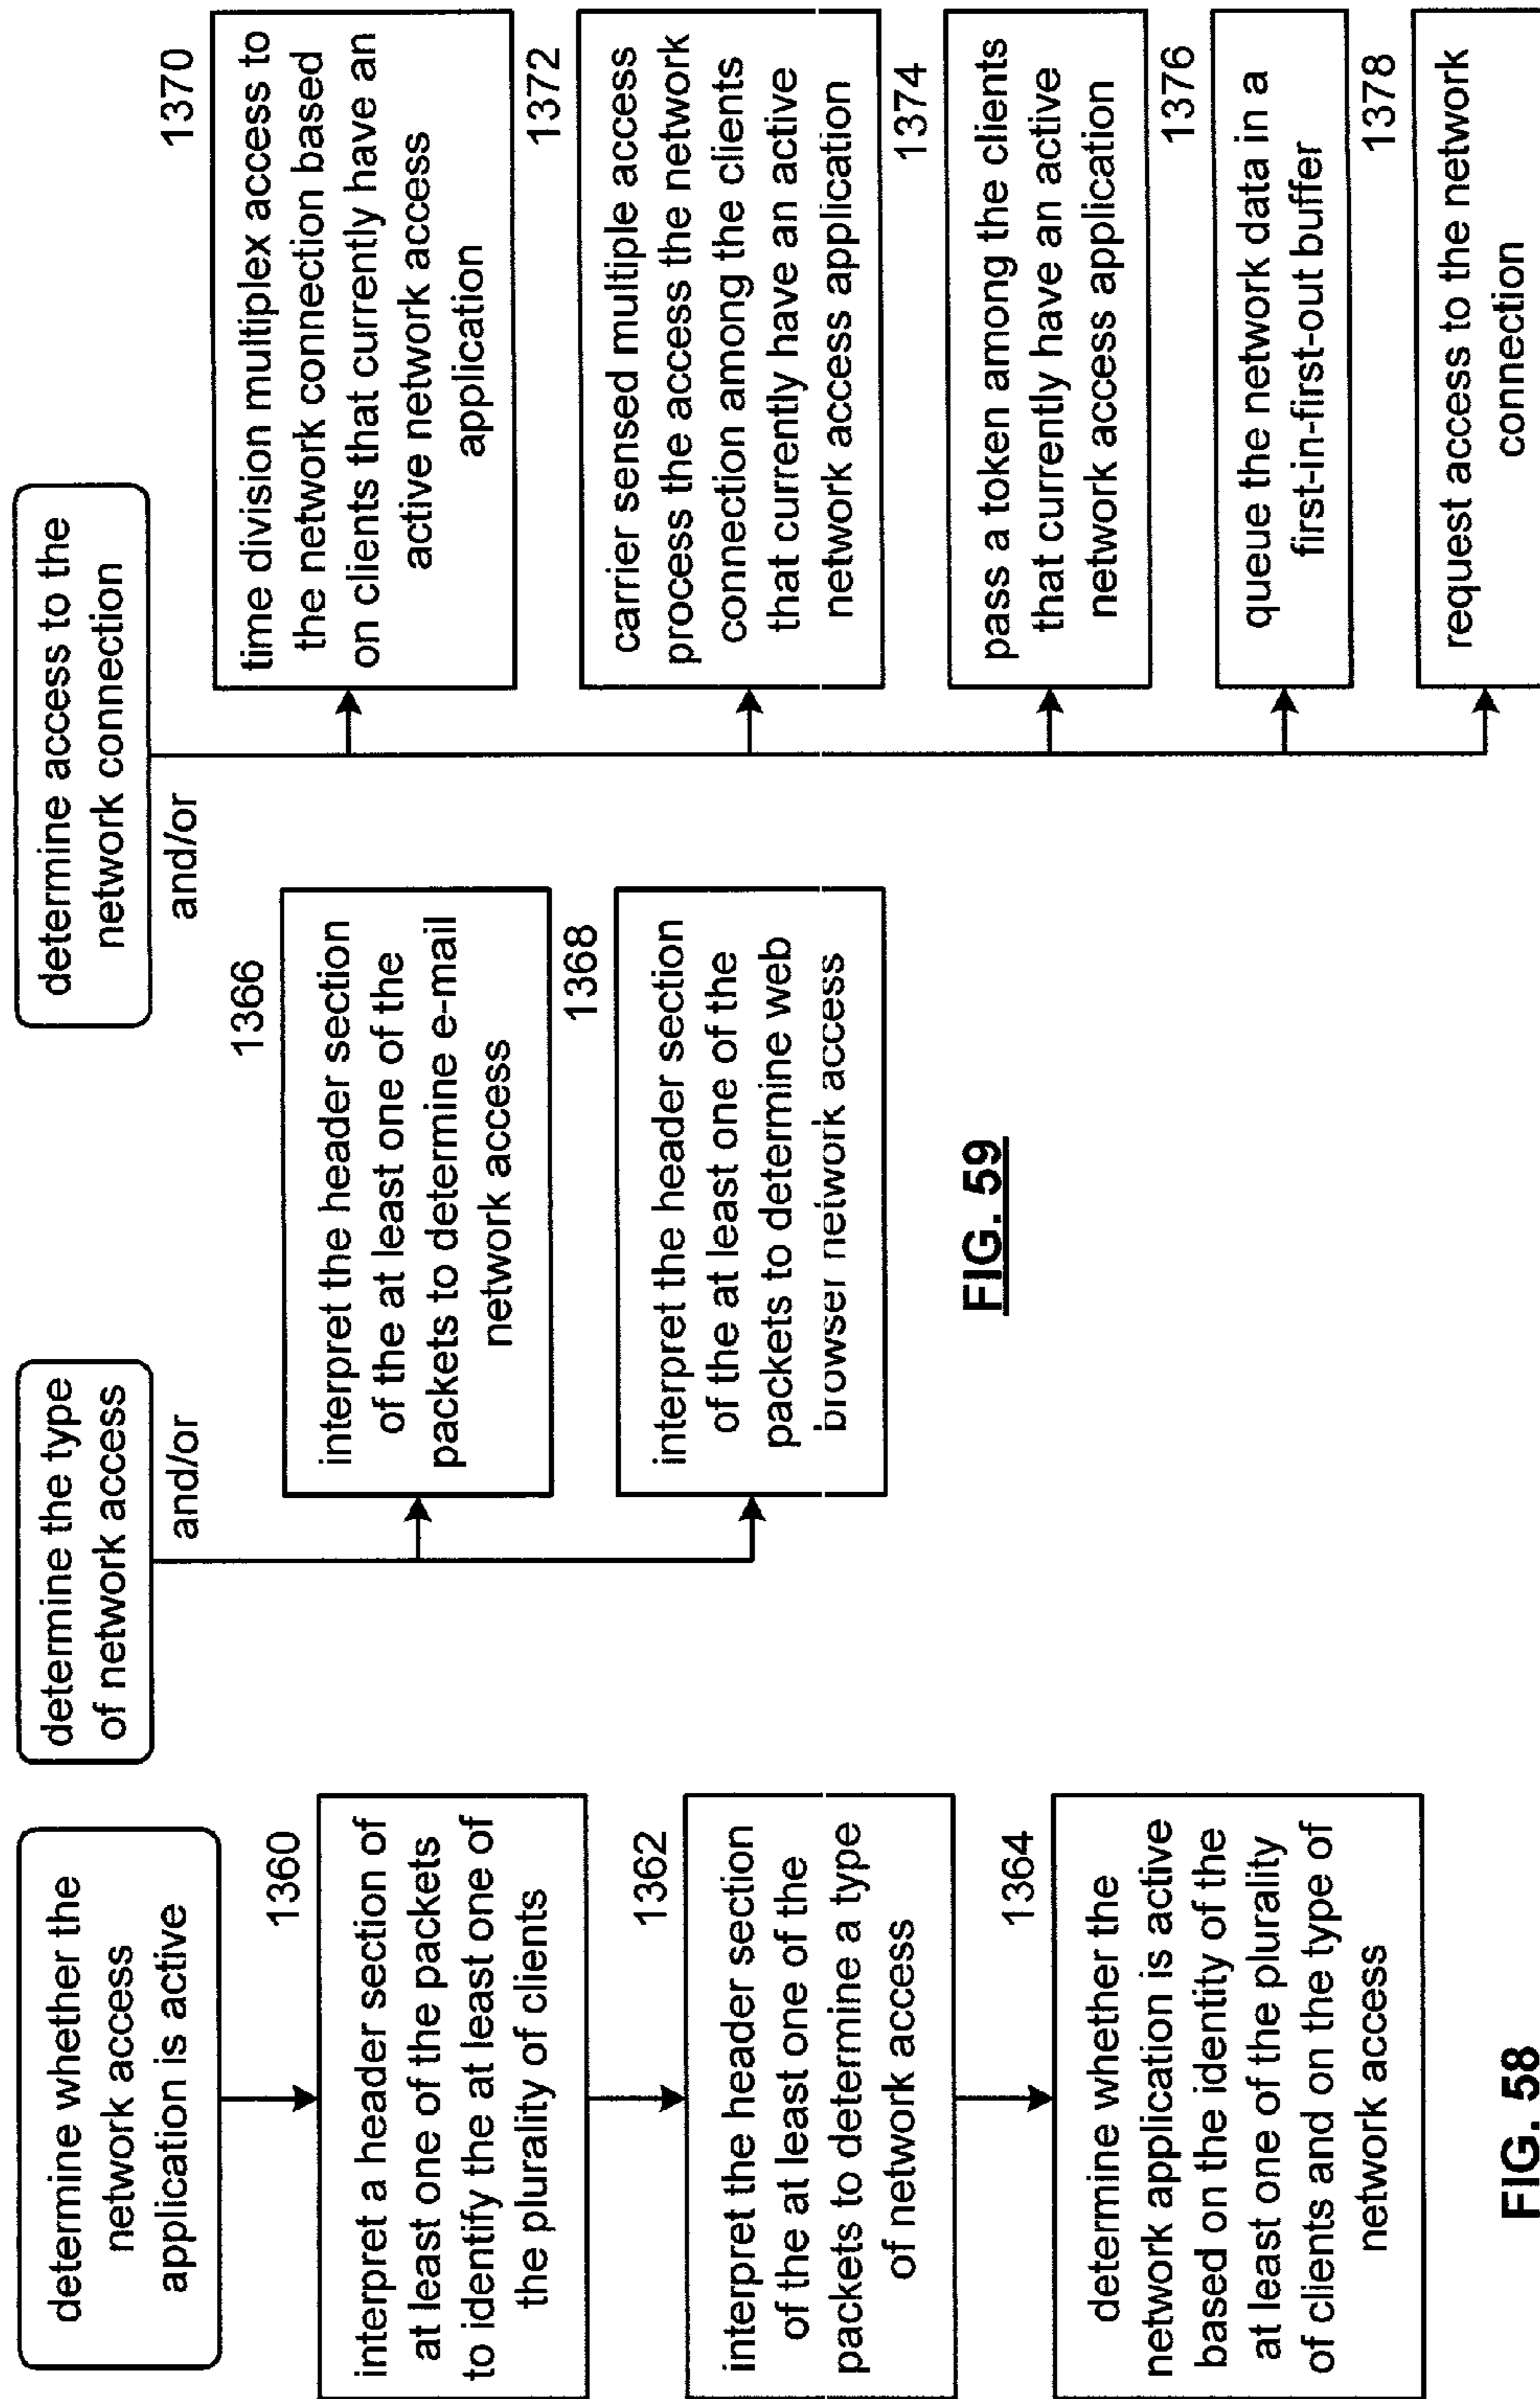 determine whether the
network access
application is active
1360
interpret a header section of
at least one of the packets
to identify the at least one of
the plurality of clients
1362
interpret the header section
of the at least one of the
packets to determine a type
of network access
1364
determine whether the
network application is active
based on the identity of the
at least one of the plurality
of clients and on the type of
network access
FIG. 58
determine the type
of network access
and/or
1366
interpret the header section
of the at least one of the
packets to determine e-mail
network access
1368
interpret the header section
of the at least one of the
packets to determine web
browser network access
FIG. 59
determine access to the
network connection
and/or
1370
time division multiplex access to
the network connection based
on clients that currently have an
active network access
application
1372
carrier sensed multiple access
process the access the network
connection among the clients
that currently have an active
network access application
1374
pass a token among the clients
that currently have an active
network access application
1376
queue the network data in a
first-in-first-out buffer
1378
request access to the network
connection